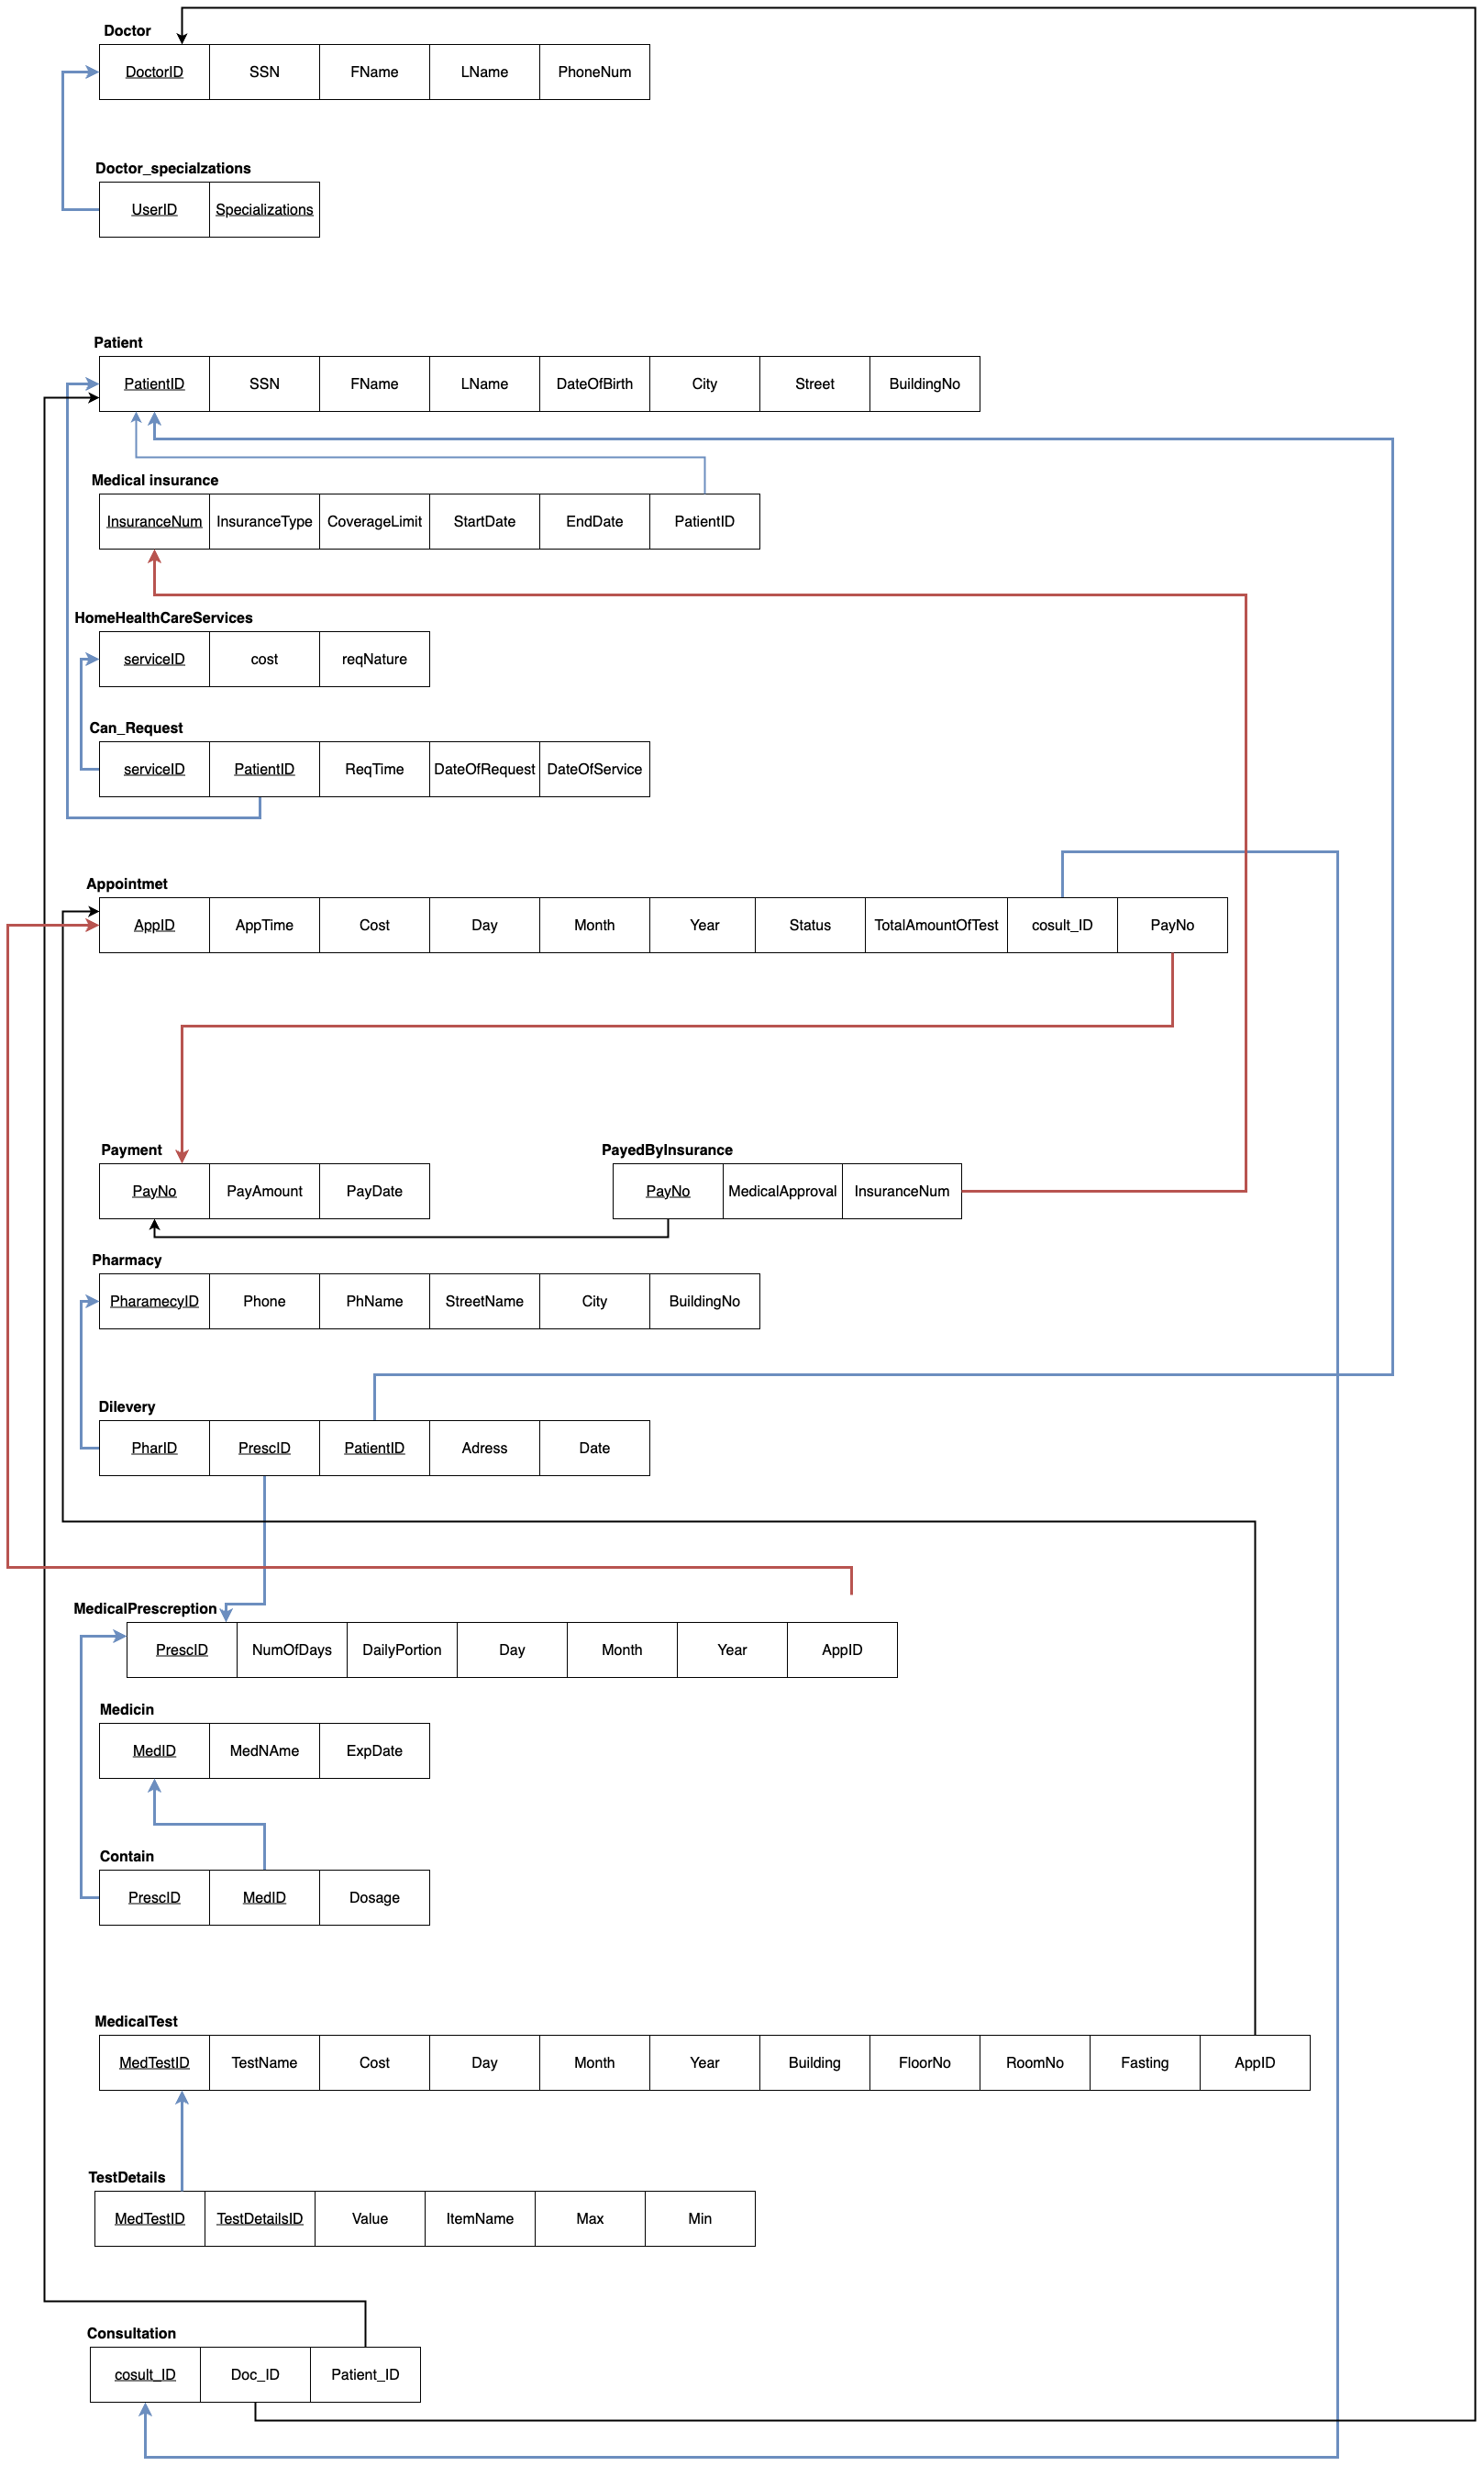 Doctor
DoctorID SSN FName LName PhoneNum
Doctor_specialzations
UserID Specializations
Patient
PatientID SSN FName LName DateOfBirth City Street BuildingNo
Medical insurance
InsuranceNum InsuranceType CoverageLimit StartDate EndDate PatientID
HomeHealthCareServices
serviceID cost reqNature
Can_Request
serviceID PatientID ReqTime DateOfRequest DateOfService
Appointmet
AppID AppTime Cost Day Month Year Status TotalAmountOfTest cosult_ID PayNo
Payment PayedByInsurance
PayNo PayAmount PayDate PayNo MedicalApproval InsuranceNum
Pharmacy
PharamecyID Phone PhName StreetName City BuildingNo
Dilevery
PharID PrescID PatientID Adress Date
MedicalPrescreption
PrescID NumOfDays DailyPortion Day Month Year AppID
Medicin
MedID MedNAme ExpDate
Contain
PrescID MedID Dosage
MedicalTest
MedTestID TestName Cost Day Month Year Building FloorNo RoomNo Fasting AppID
TestDetails
MedTestID TestDetailsID Value ItemName Max Min
Consultation
cosult_ID Doc_ID Patient_ID